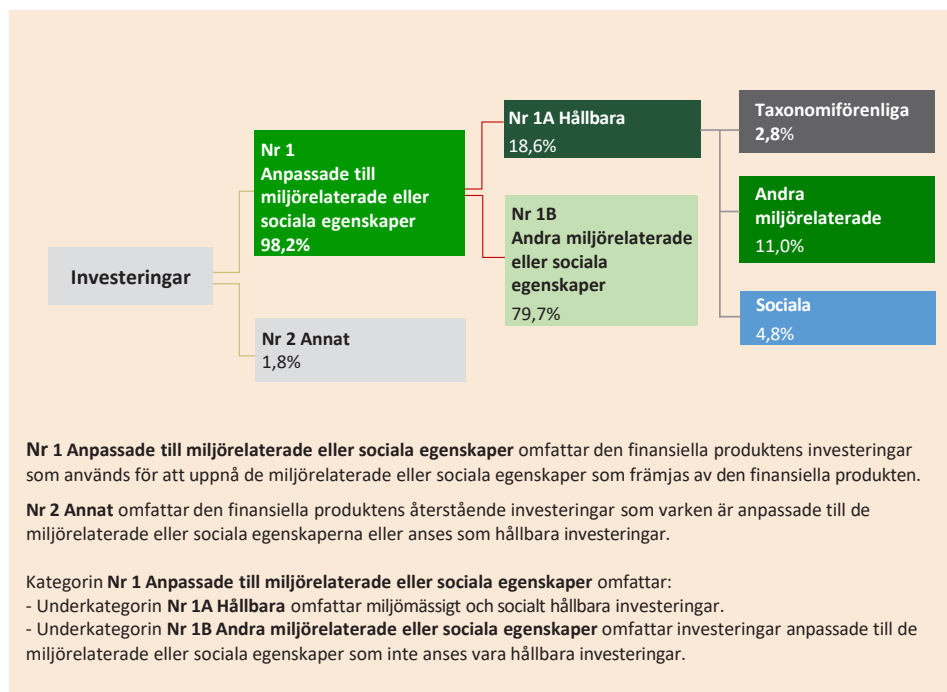 Investeringar
Nr 1
Anpassade till
miljörelaterade eller
sociala egenskaper
98,2%
Nr 2 Annat
1,8%
Nr 1A Hållbara
18,6%
Nr 1B
Andra miljörelaterade
eller sociala
egenskaper
79,7%
Taxonomiförenliga
2,8%
Andra
miljörelaterade
11,0%
Sociala
4,8%
Nr 1 Anpassade till miljörelaterade eller sociala egenskaper omfattar den finansiella produktens investeringar
som används för att uppnå de miljörelaterade eller sociala egenskaper som främjas av den finansiella produkten.
Nr 2 Annat omfattar den finansiella produktens återstående investeringar som varken är anpassade till de
miljörelaterade eller sociala egenskaperna eller anses som hållbara investeringar.
Kategorin Nr 1 Anpassade till miljörelaterade eller sociala egenskaper omfattar:
- Underkategorin Nr 1A Hållbara omfattar miljömässigt och socialt hållbara investeringar.
- Underkategorin Nr 1B Andra miljörelaterade eller sociala egenskaper omfattar investeringar anpassade till de
miljörelaterade eller sociala egenskaper som inte anses vara hållbara investeringar.